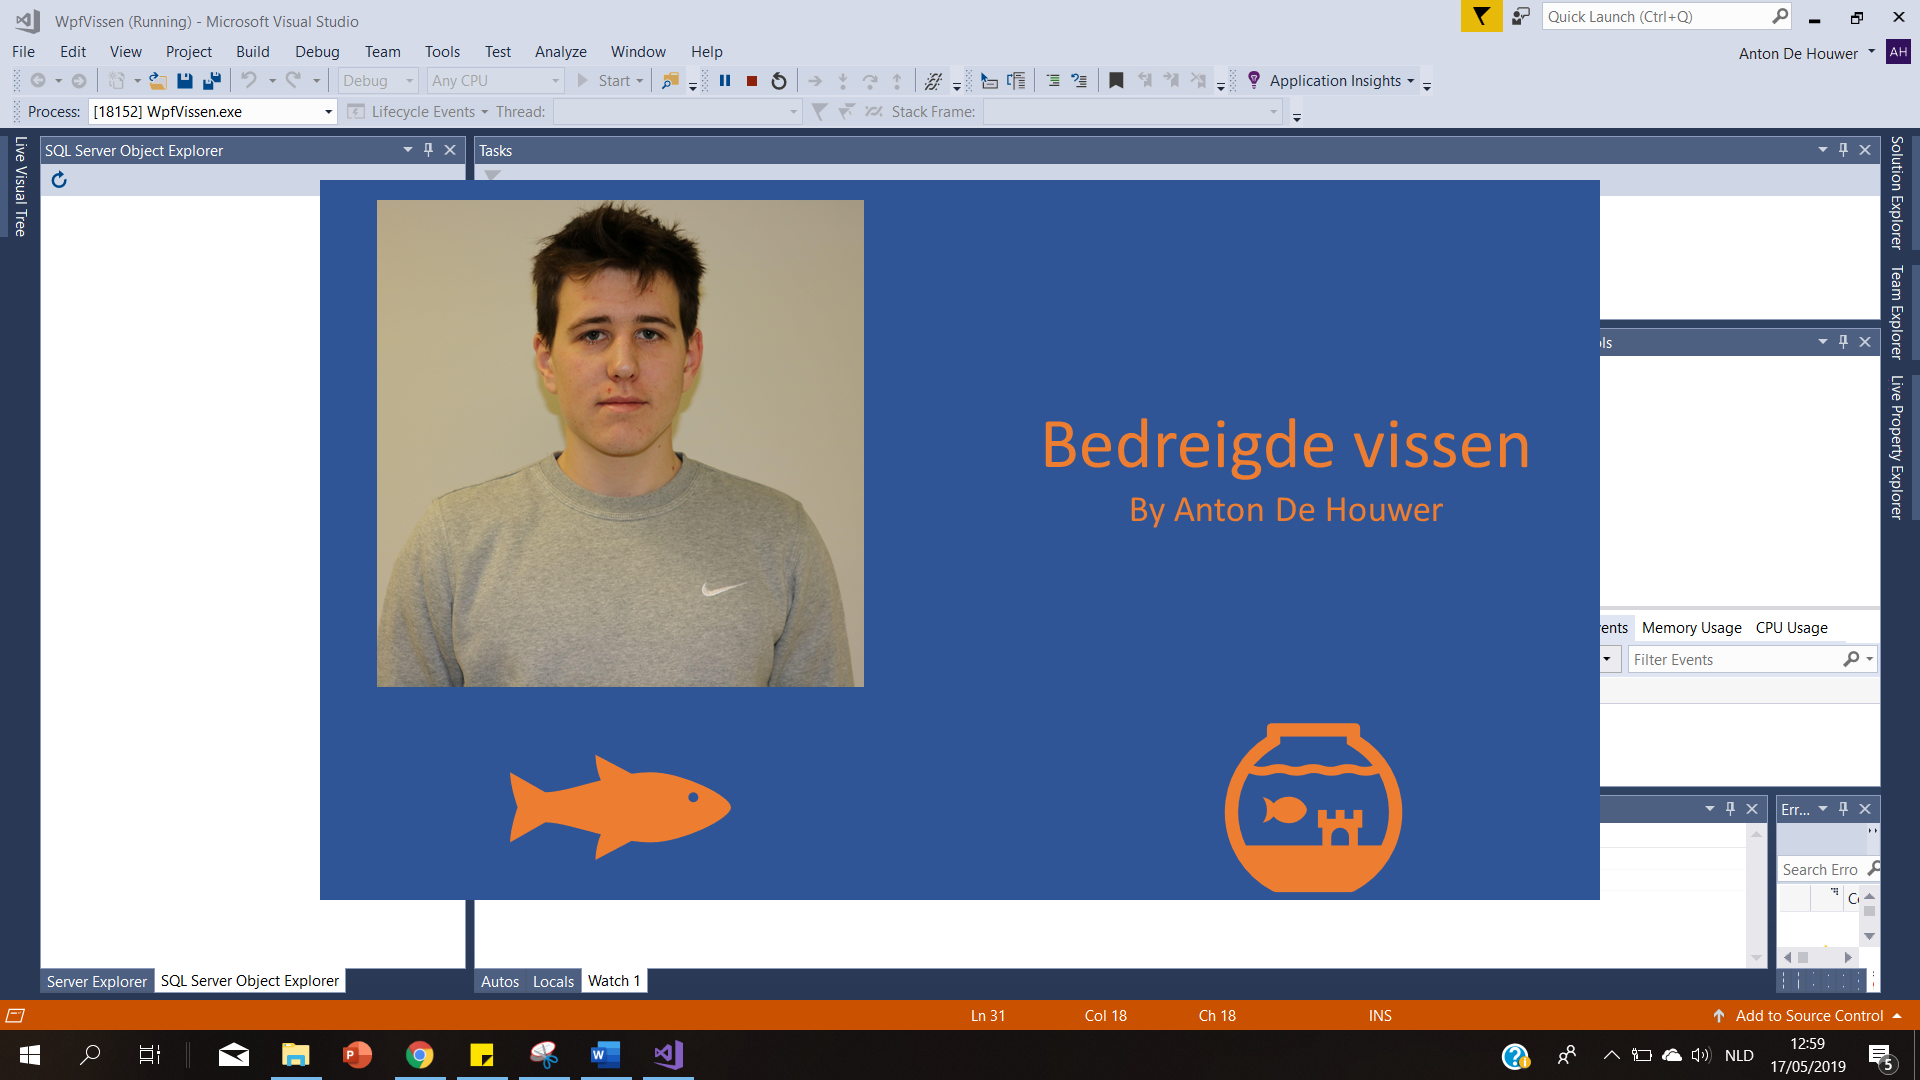 WpfVissen (Running) - Microsoft Visual Studio
Quick Launch (Ctrl+Q)
File Edit View Project Build Debug Team Tools Test Analyze Window Help
Anton De Houwer AH
Debug Any CPU Start Application Insights
Process: [18152] WpfVissen.exe Lifecycle Events Thread: Stack Frame:
Live Visual Tree
SQL Server Object Explorer
Tasks
Solution Explorer
Team Explorer
Live Property Explorer
Bedreigde vissen
By Anton De Houwer
Memory Usage CPU Usage
Filter Events
Err...
Search Erro
Server Explorer SQL Server Object Explorer
Autos Locals Watch 1
Ln 31 Col 18 Ch 18 INS Add to Source Control
NLD
12:59
17/05/2019
5